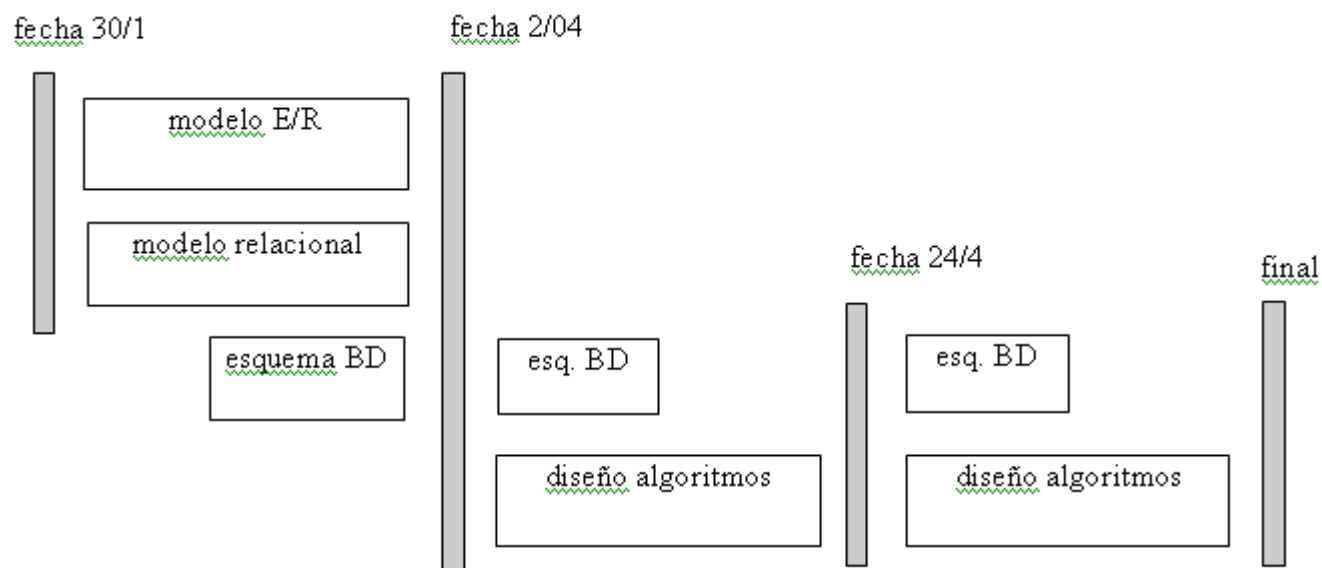 fecha 30/1
fecha 2/04
modelo E/R
modelo relacional
fecha 24/4
final
esquema BD
esq. BD
esq. BD
diseño algoritmos
diseño algoritmos